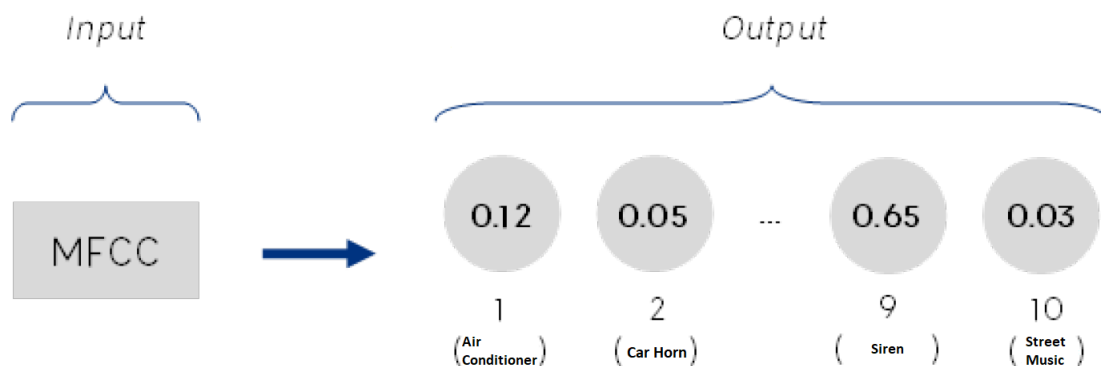 Input
Output
MFCC
0.12
0.05
...
0.65
0.03
1
2
9
10
(Air Conditioner)
(Car Horn)
(Siren)
(Street Music)